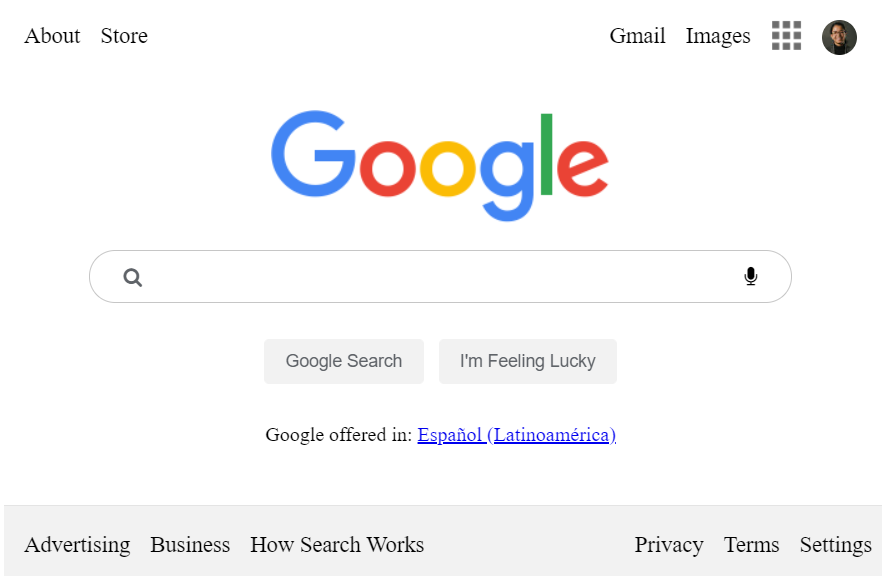 About Store Gmail Images
Google
Google Search I'm Feeling Lucky
Google offered in: Español (Latinoamérica)
Advertising Business How Search Works Privacy Terms Settings